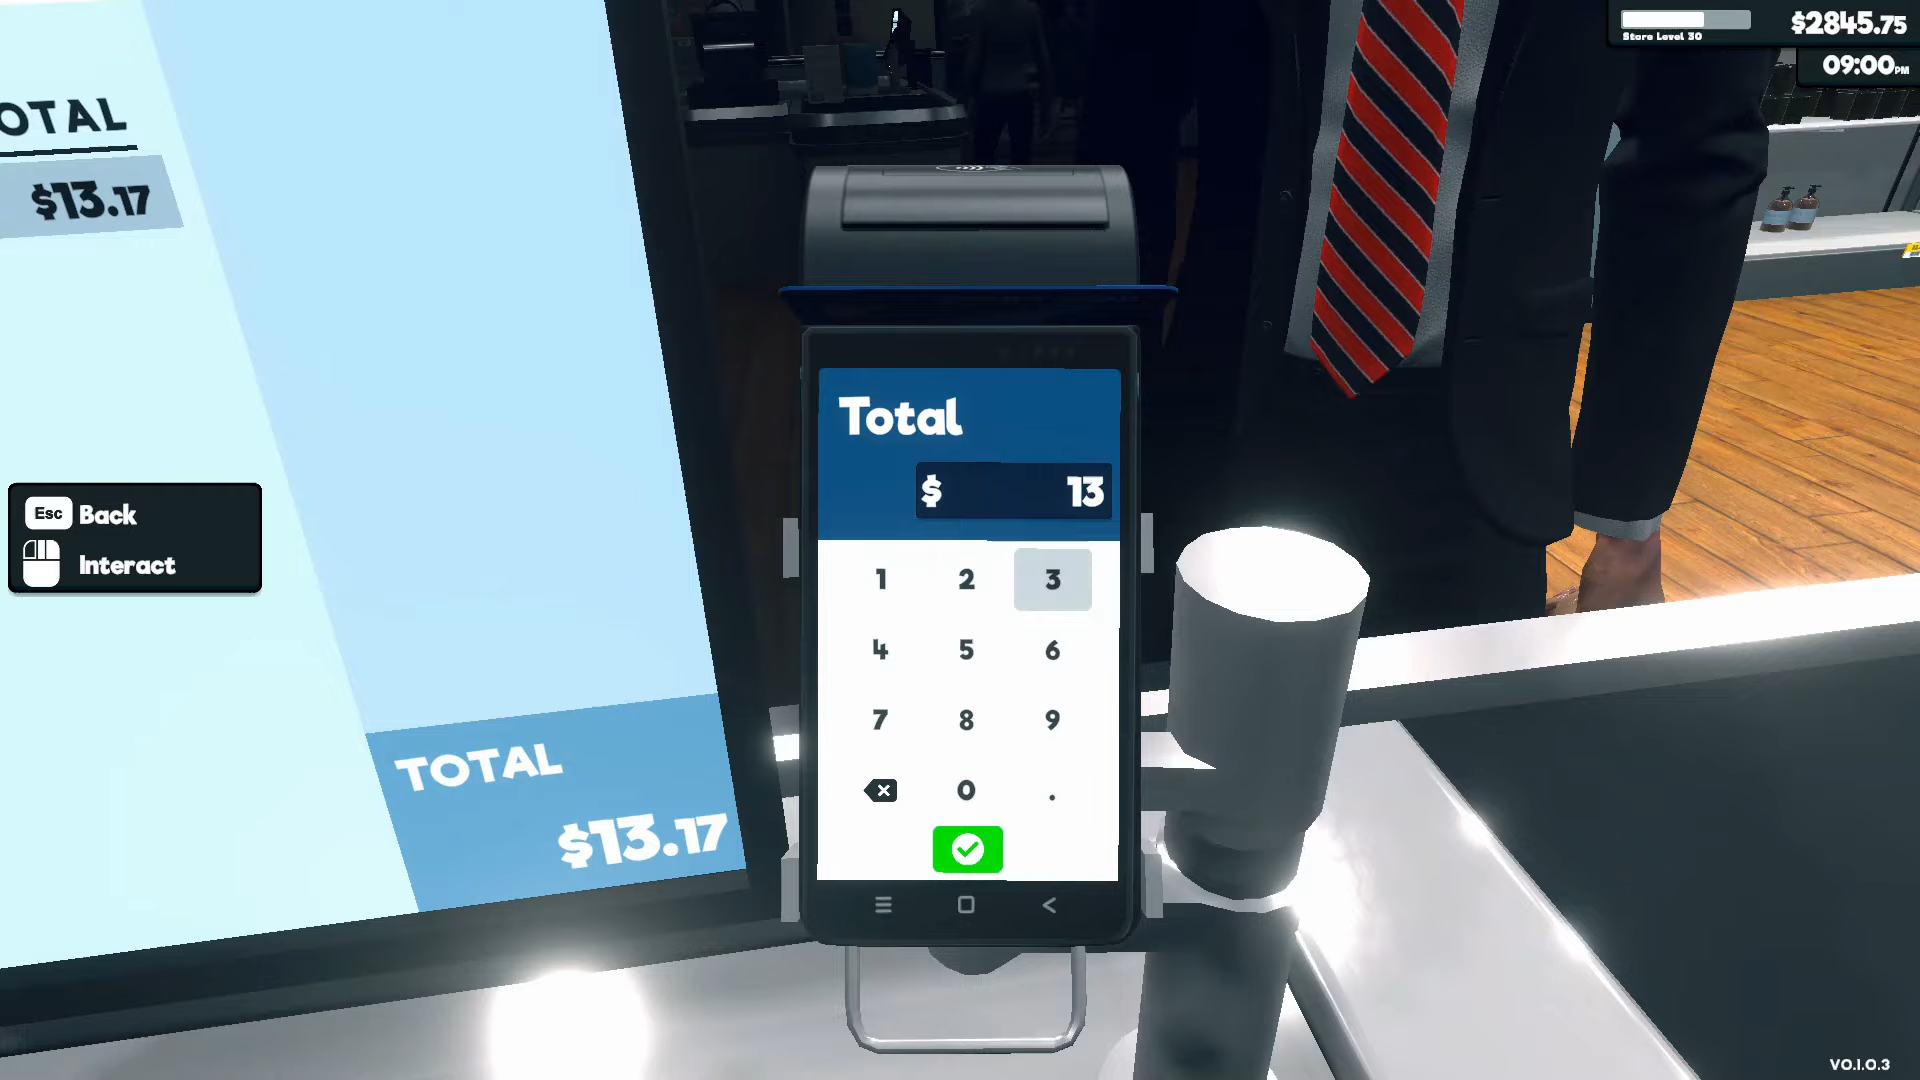 $2845.75
Store Level 30
09:00PM
OTAL
$13.17
Total
$ 13
Esc Back
Interact
1 2 3
4 5 6
7 8 9
0 .
TOTAL
$13.17
V0.1.0.3